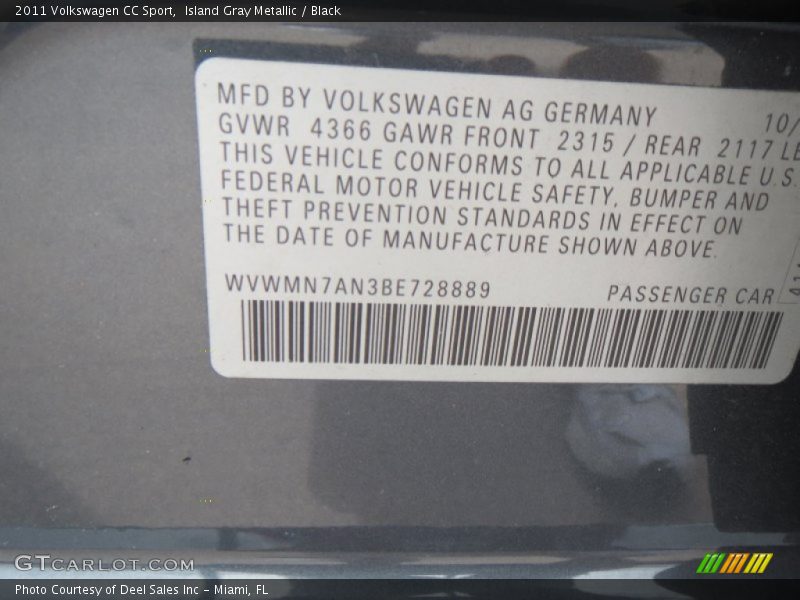 2011 Volkswagen CC Sport, Island Gray Metallic / Black
MFD BY VOLKSWAGEN AG GERMANY 10/
GVWR 4366 GAWR FRONT 2315 / REAR 2117 LB
THIS VEHICLE CONFORMS TO ALL APPLICABLE U.S.
FEDERAL MOTOR VEHICLE SAFETY, BUMPER AND
THEFT PREVENTION STANDARDS IN EFFECT ON
THE DATE OF MANUFACTURE SHOWN ABOVE.
WVWMN7AN3BE728889 PASSENGER CAR
GTCARLOT.COM
Photo Courtesy of Deel Sales Inc - Miami, FL